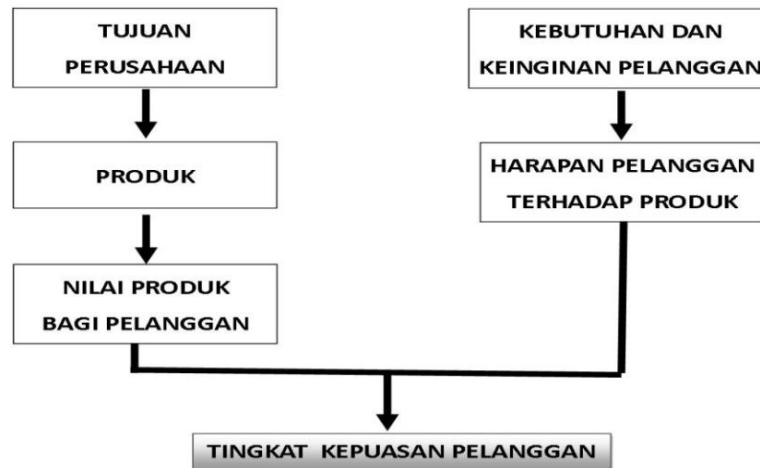 TUJUAN
PERUSAHAAN
PRODUK
NILAI PRODUK
BAGI PELANGGAN
KEBUTUHAN DAN
KEINGINAN PELANGGAN
HARAPAN PELANGGAN
TERHADAP PRODUK
TINGKAT KEPUASAN PELANGGAN